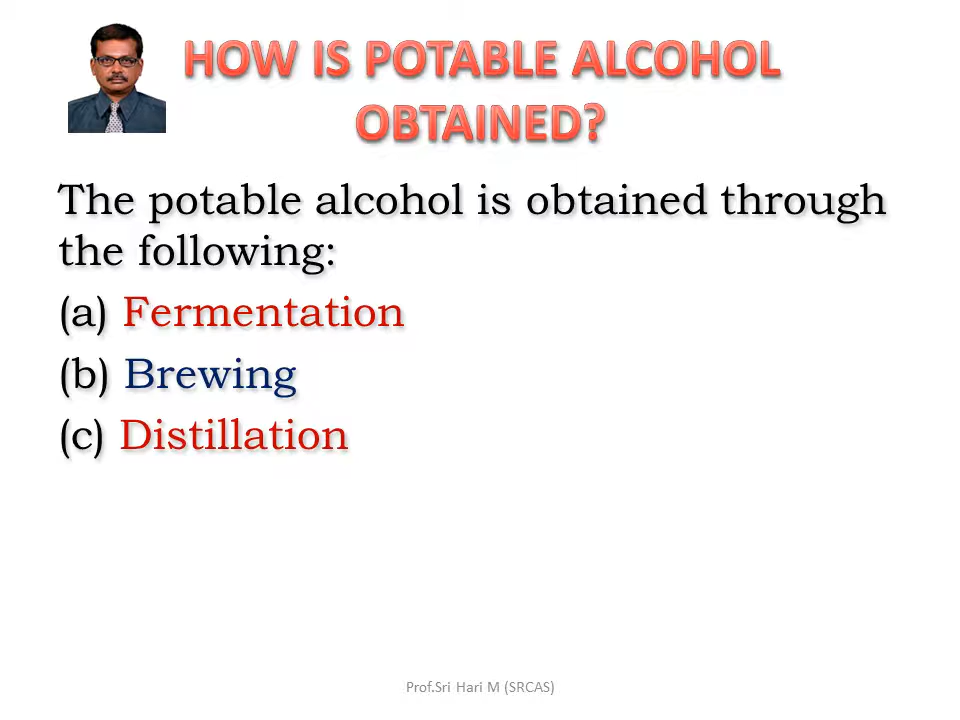 HOW IS POTABLE ALCOHOL
OBTAINED?
The potable alcohol is obtained through
the following:
(a) Fermentation
(b) Brewing
(c) Distillation
Prof.Sri Hari M (SRCAS)